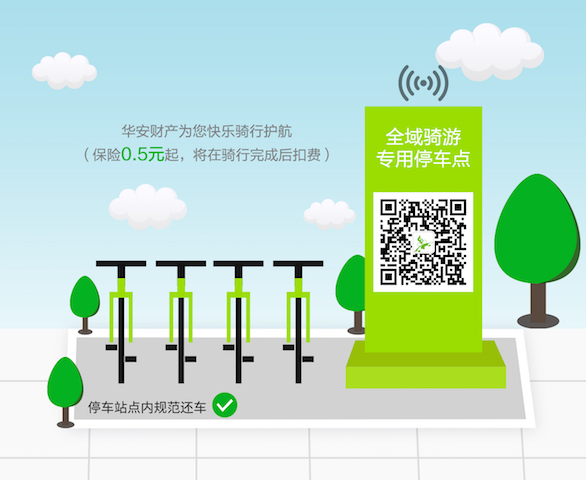 华安财产为您快乐骑行护航
（保险0.5元起，将在骑行完成后扣费）
全域骑游
专用停车点
停车站点内规范还车